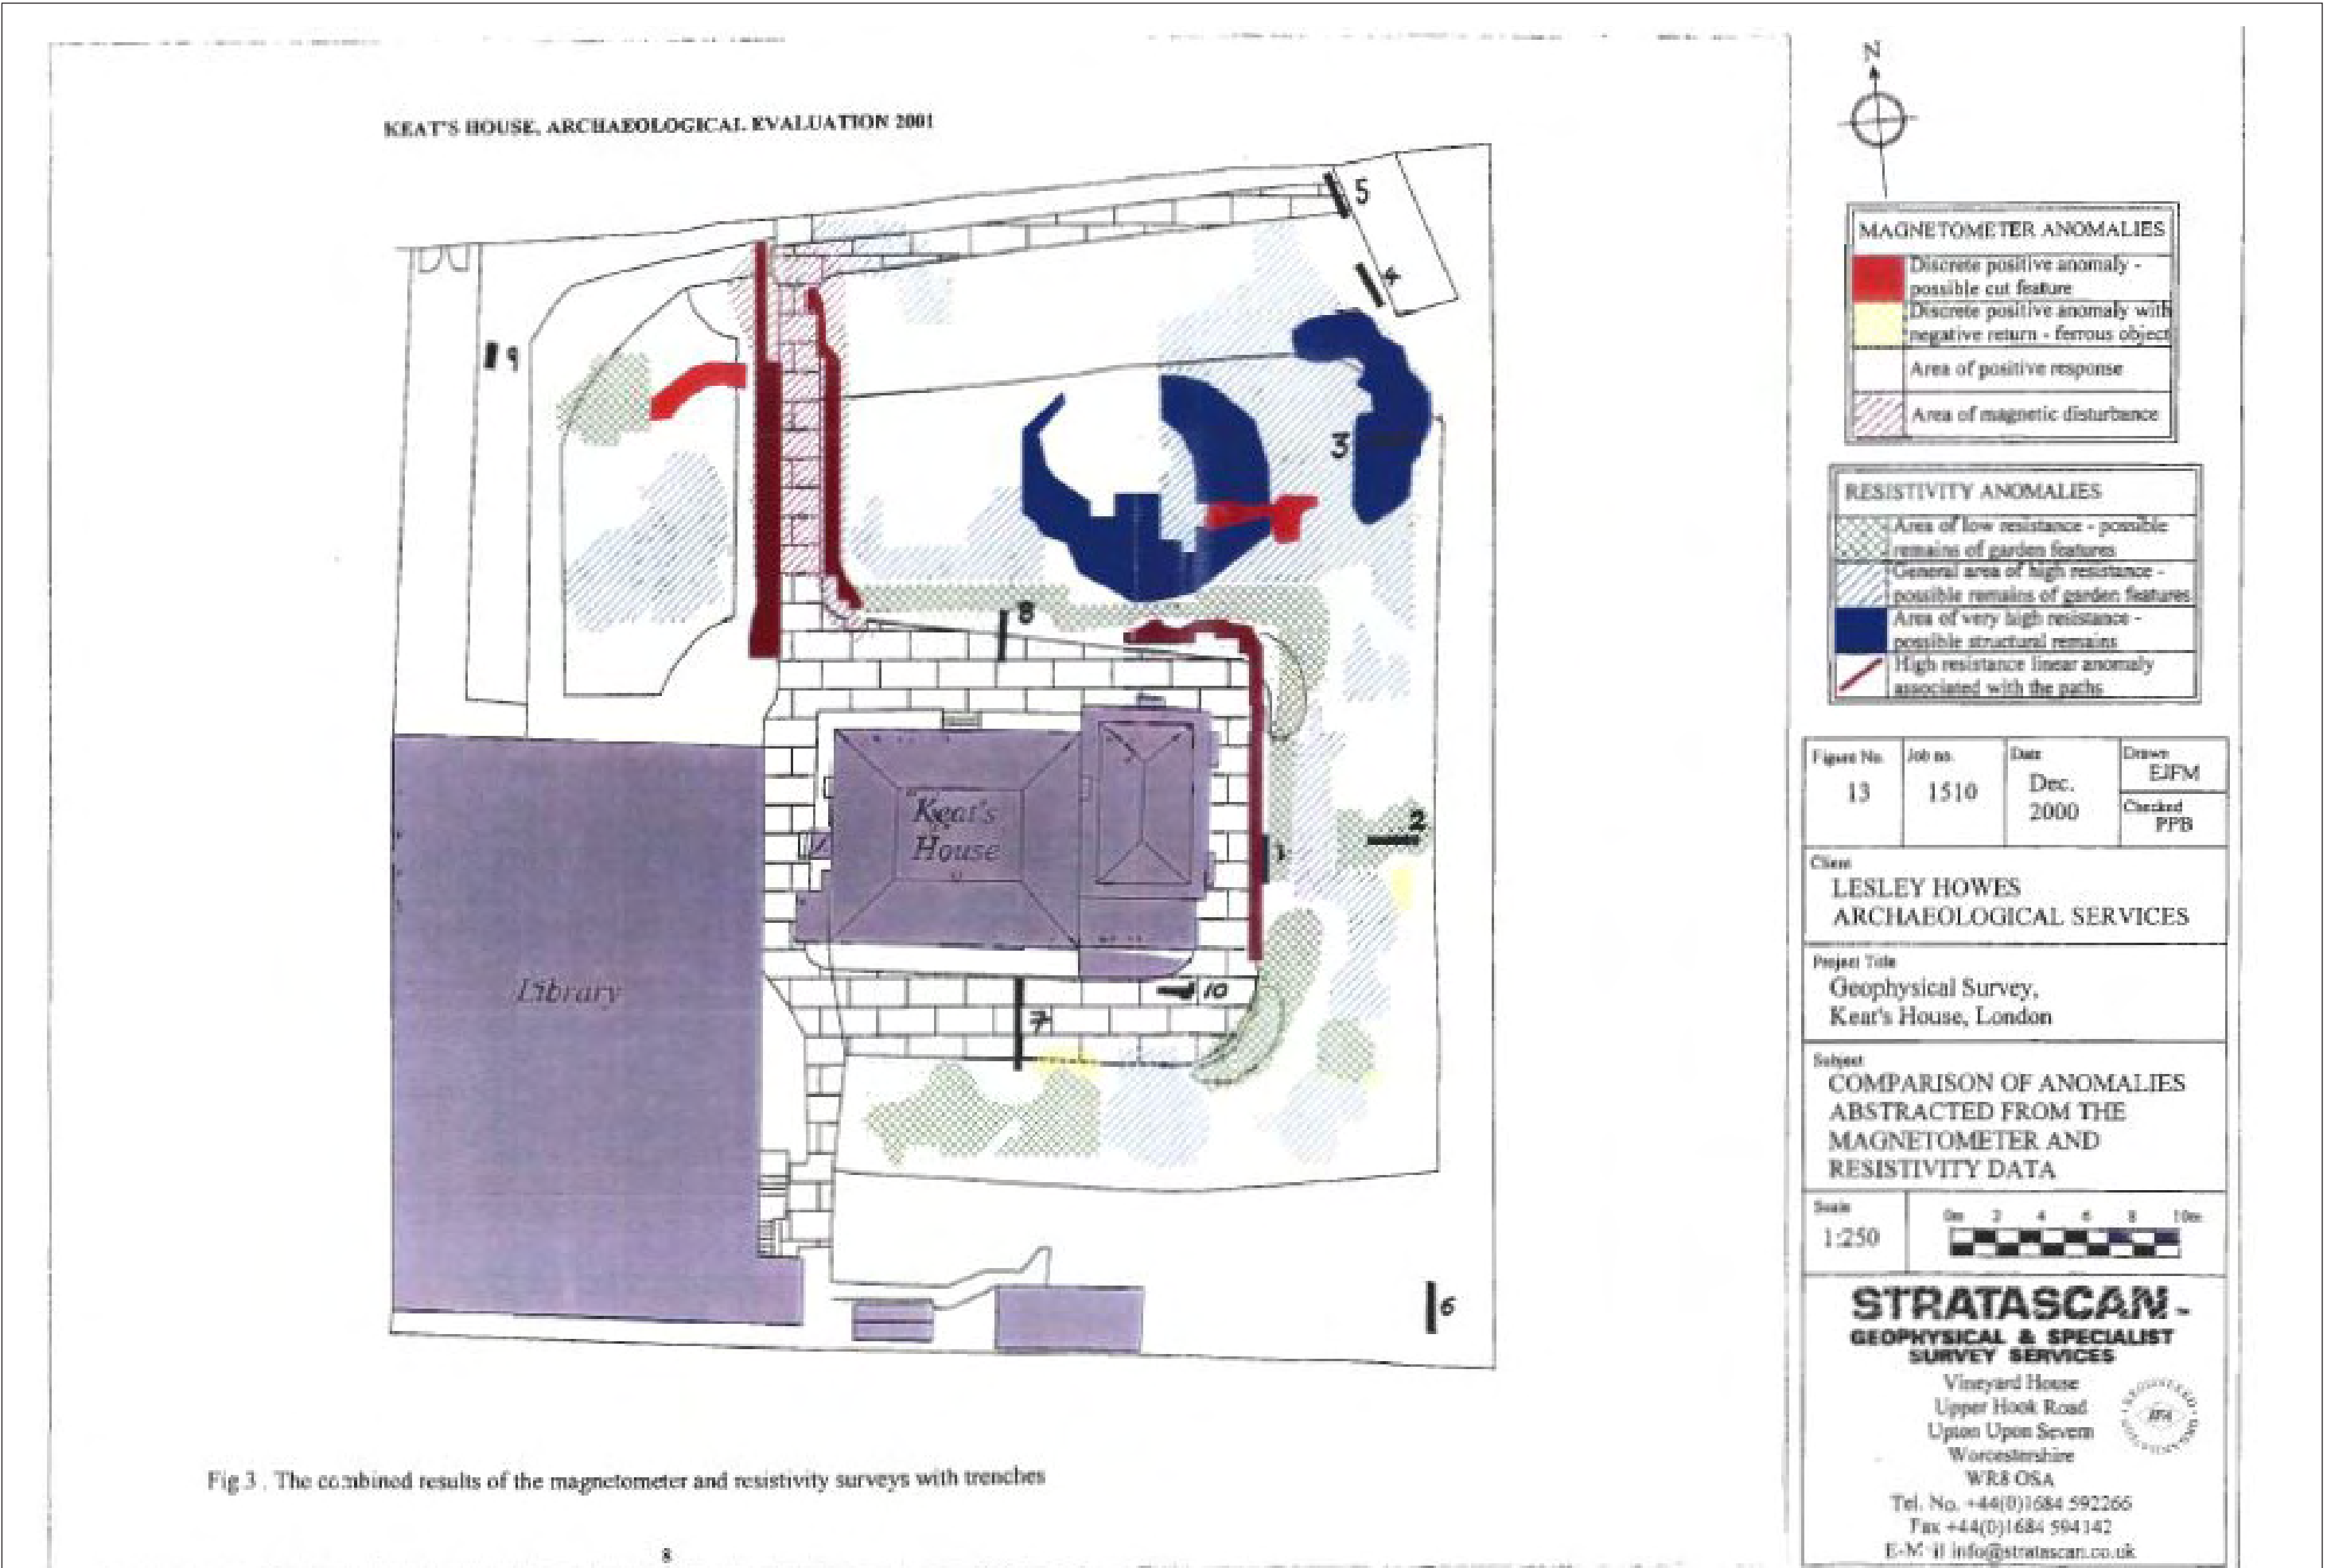 KEAT'S HOUSE, ARCHAEOLOGICAL EVALUATION 2001
N
5
4
9
3
8
Keat's
House
2
1
Library
10
7
6
MAGNETOMETER ANOMALIES
Discrete positive anomaly -
possible cut feature
Discrete positive anomaly with
negative return - ferrous object
Area of positive response
Area of magnetic disturbance
RESISTIVITY ANOMALIES
Area of low resistance - possible
remains of garden features
General area of high resistance -
possible remains of garden features
Area of very high resistance -
possible structural remains
High resistance linear anomaly
associated with the paths
Figure No.
13
Job no.
1510
Date
Dec.
2000
Drawn
EJFM
Checked
PPB
Client
LESLEY HOWES
ARCHAEOLOGICAL SERVICES
Project Title
Geophysical Survey,
Keat's House, London
Subject
COMPARISON OF ANOMALIES
ABSTRACTED FROM THE
MAGNETOMETER AND
RESISTIVITY DATA
Scale
1:250
0m 2 4 6 8 10m
STRATASCAN-
GEOPHYSICAL & SPECIALIST
SURVEY SERVICES
Vineyard House
Upper Hook Road
Upton Upon Severn
Worcestershire
WR8 OSA
Tel. No. +44(0)1684 592266
Fax +44(0)1684 594142
E-Mail info@stratascan.co.uk
IFA
Fig 3 . The combined results of the magnetometer and resistivity surveys with trenches
8